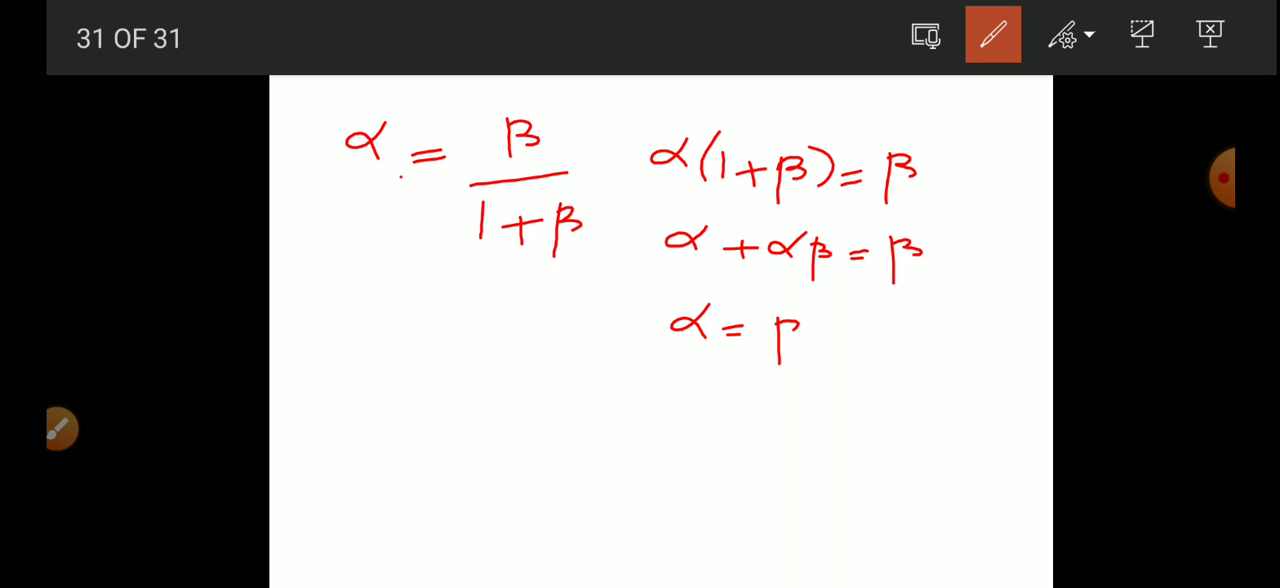 31 OF 31
α = β / 1+β
α(1+β) = β
α + αβ = β
α =